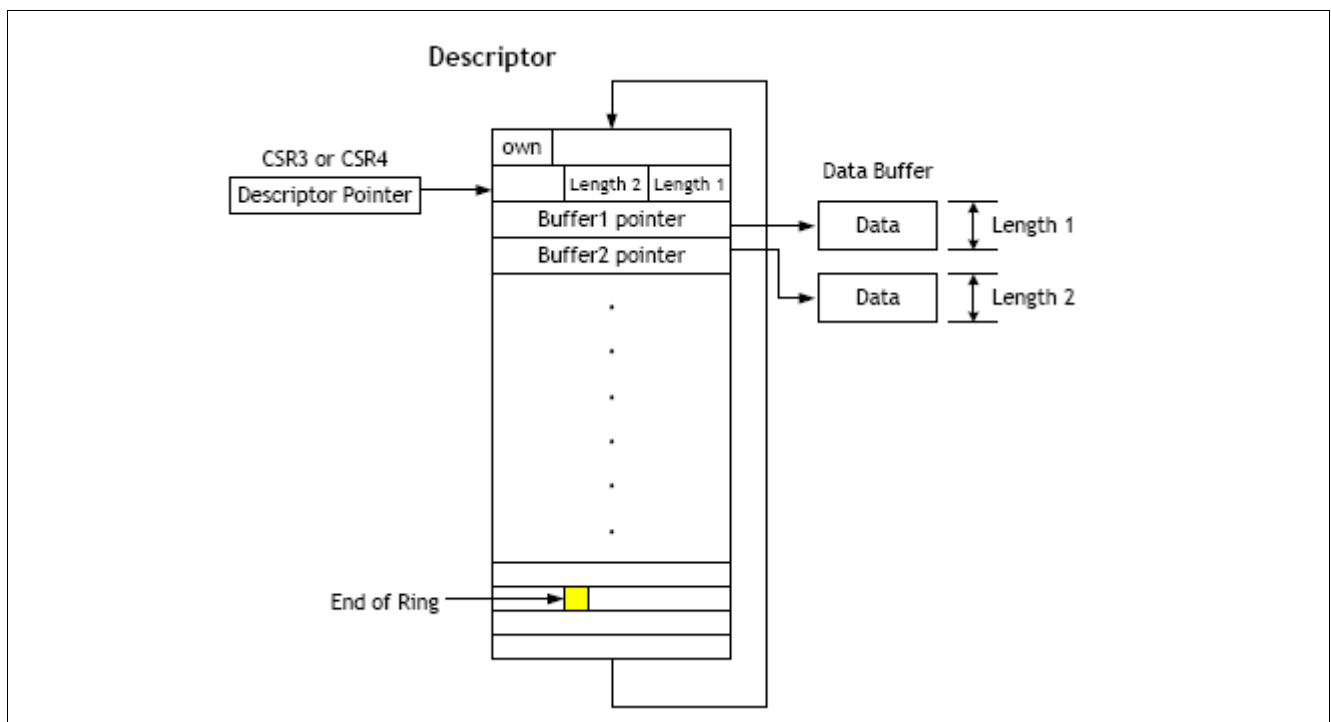 Descriptor
own
CSR3 or CSR4
Descriptor Pointer
Length 2 Length 1
Buffer1 pointer
Buffer2 pointer
Data Buffer
Data
Length 1
Data
Length 2
End of Ring